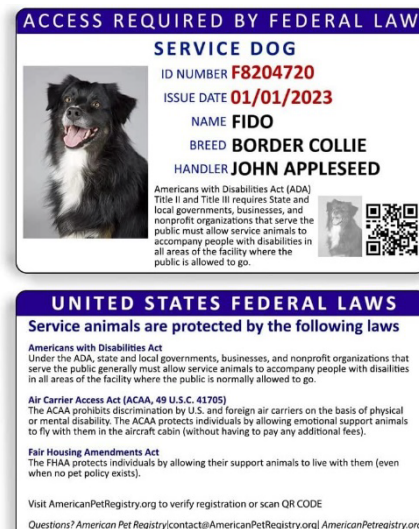 ACCESS REQUIRED BY FEDERAL LAW
SERVICE DOG
ID NUMBER F8204720
ISSUE DATE 01/01/2023
NAME FIDO
BREED BORDER COLLIE
HANDLER JOHN APPLESEED
Americans with Disabilities Act (ADA)
Title II and Title III requires State and
local governments, businesses, and
nonprofit organizations that serve the
public must allow service animals to
accompany people with disabilities in
all areas of the facility where the
public is allowed to go.
UNITED STATES FEDERAL LAWS
Service animals are protected by the following laws
Americans with Disabilities Act
Under the ADA, state and local governments, businesses, and nonprofit organizations that
serve the public generally must allow service animals to accompany people with disailities
in all areas of the facility where the public is normally allowed to go.
Air Carrier Access Act (ACAA, 49 U.S.C. 41705)
The ACAA prohibits discrimination by U.S. and foreign air carriers on the basis of physical
or mental disability. The ACAA protects individuals by allowing emotional support animals
to fly with them in the aircraft cabin (without having to pay any additional fees).
Fair Housing Amendments Act
The FHAA protects individuals by allowing their support animals to live with them (even
when no pet policy exists).
Visit AmericanPetRegistry.org to verify registration or scan QR CODE
Questions? American Pet Registry|contact@AmericanPetRegistry.org| AmericanPetRegistry.org